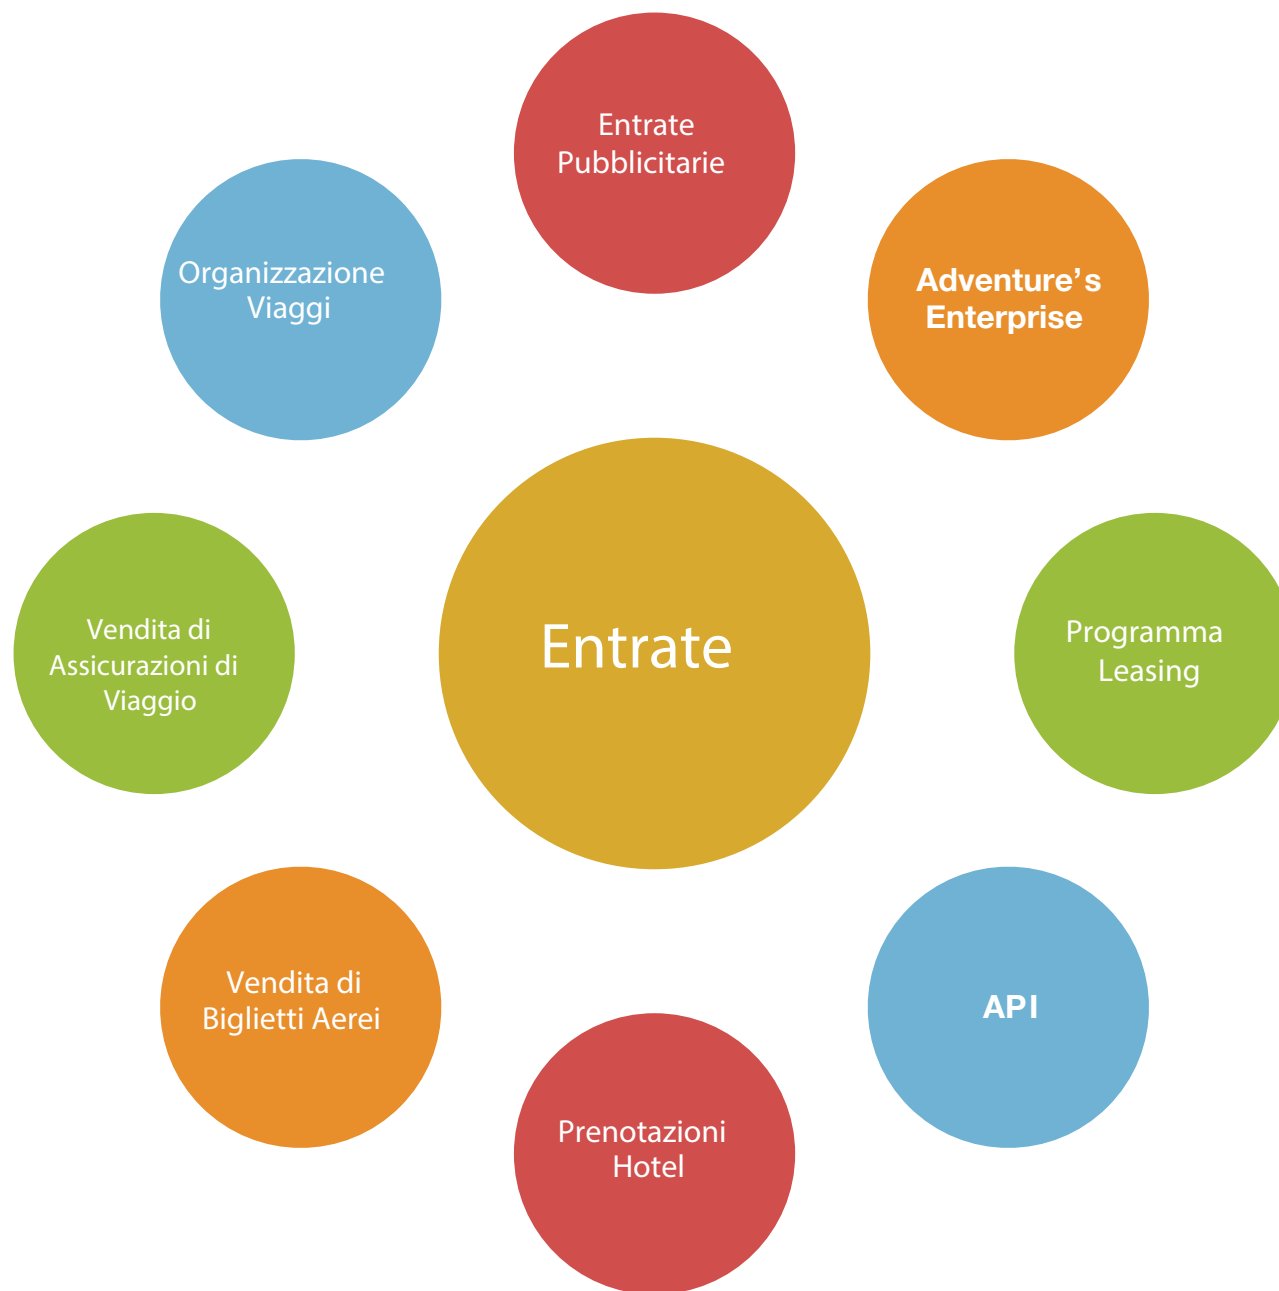 Entrate
Pubblicitarie
Organizzazione
Viaggi
Adventure’s
Enterprise
Vendita di
Assicurazioni di
Viaggio
Entrate
Programma
Leasing
Vendita di
Biglietti Aerei
API
Prenotazioni
Hotel